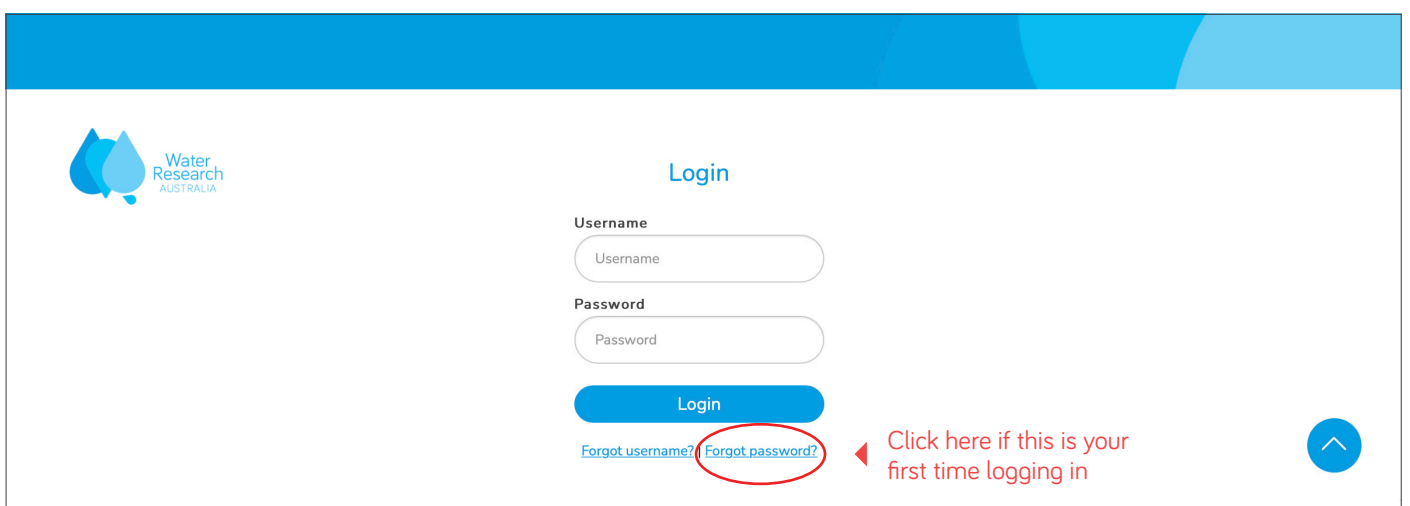 Water
Research
AUSTRALIA
Login
Username
Username
Password
Password
Login
Forgot username? | Forgot password?
Click here if this is your
first time logging in